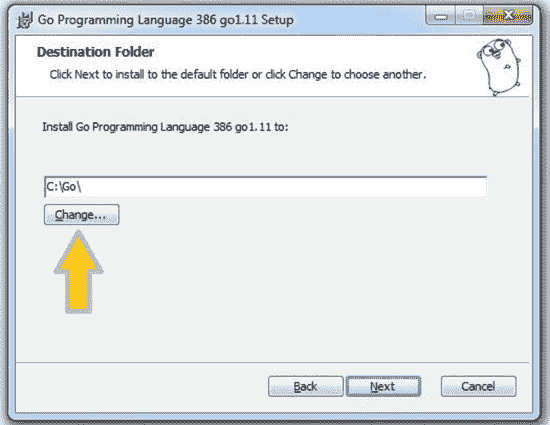 Go Programming Language 386 go1.11 Setup
Destination Folder
Click Next to install to the default folder or click Change to choose another.
Install Go Programming Language 386 go1.11 to:
C:\Go\
Change...
Back
Next
Cancel